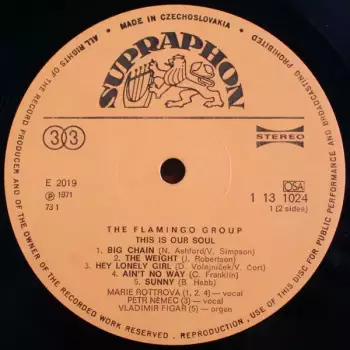 MADE IN CZECHOSLOVAKIA
ALL RIGHTS OF THE RECORD PRODUCER AND OF THE OWNER OF THE RECORDED WORK RESERVED . REPRODUCTION , USE OF THIS DISC FOR PUBLIC PERFORMANCE AND BROADCASTING PROHIBITED
SUPRAPHON
33
STEREO
E 2019
℗ 1971
73 1
OSA
1 13 1024
1 (2 sides)
THE FLAMINGO GROUP
THIS IS OUR SOUL
1. BIG CHAIN (N. Ashford/V. Simpson)
2. THE WEIGHT (J. Robertson)
3. HEY LONELY GIRL (D. Volejníček/V. Čort)
4. AIN'T NO WAY (C. Franklin)
5. SUNNY (B. Hebb)
MARIE ROTTROVÁ (1, 2, 4) — vocal
PETR NĚMEC (3) — vocal
VLADIMÍR FIGAR (5) — organ